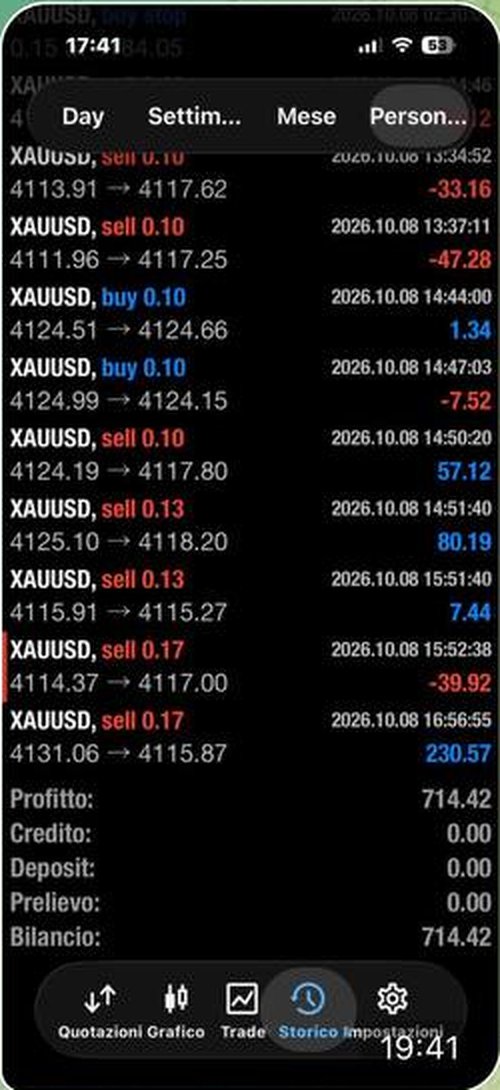 17:41
53
Day Settim... Mese Person...
XAUUSD, sell 0.10 2026.10.08 13:34:52
4113.91 → 4117.62 -33.16
XAUUSD, sell 0.10 2026.10.08 13:37:11
4111.96 → 4117.25 -47.28
XAUUSD, buy 0.10 2026.10.08 14:44:00
4124.51 → 4124.66 1.34
XAUUSD, buy 0.10 2026.10.08 14:47:03
4124.99 → 4124.15 -7.52
XAUUSD, sell 0.10 2026.10.08 14:50:20
4124.19 → 4117.80 57.12
XAUUSD, sell 0.13 2026.10.08 14:51:40
4125.10 → 4118.20 80.19
XAUUSD, sell 0.13 2026.10.08 15:51:40
4115.91 → 4115.27 7.44
XAUUSD, sell 0.17 2026.10.08 15:52:38
4114.37 → 4117.00 -39.92
XAUUSD, sell 0.17 2026.10.08 16:56:55
4131.06 → 4115.87 230.57
Profitto: 714.42
Credito: 0.00
Deposit: 0.00
Prelievo: 0.00
Bilancio: 714.42
Quotazioni Grafico Trade Storico Impostazioni
19:41